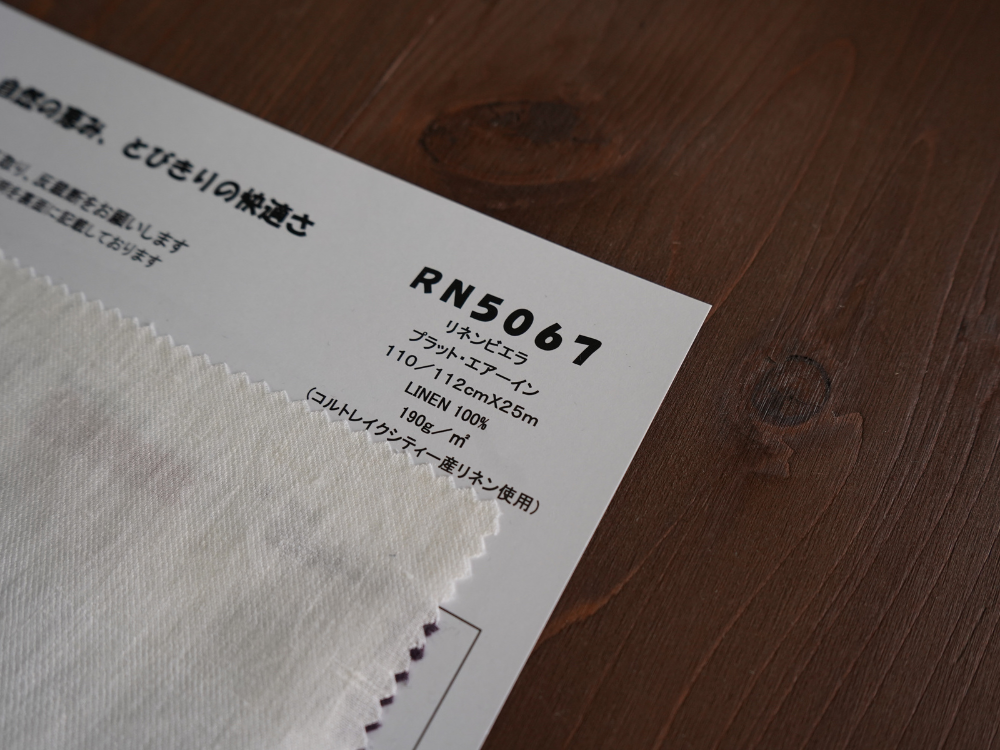 自然の恵み、とびきりの快適さ
取り、反裁断をお願いします
を裏面に記載しております
RN5067
リネンビエラ
プラット・エアーイン
110／112cmX25m
LINEN 100%
190g／㎡
(コルトレイクシティー産リネン使用)